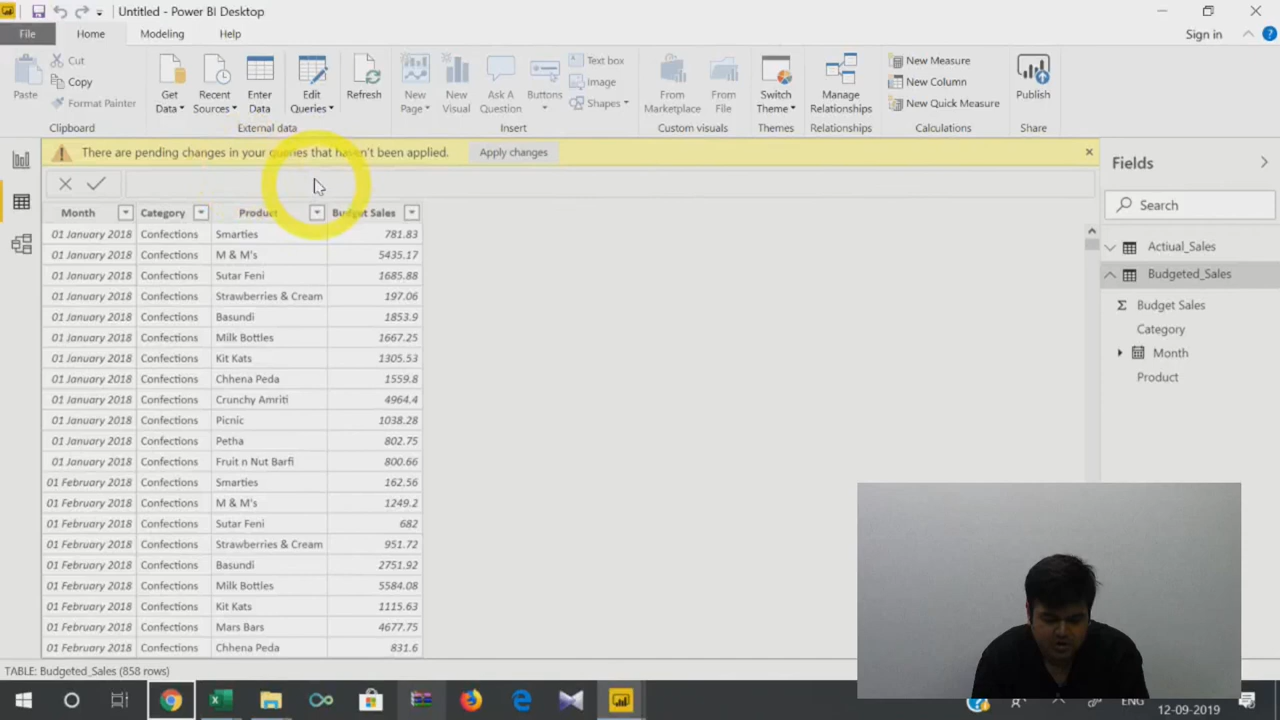 Untitled - Power BI Desktop
File Home Modeling Help Sign in
Paste Cut Copy Format Painter
Get Data Recent Sources Enter Data Edit Queries Refresh
New Page New Visual Ask A Question Buttons Text box Image Shapes
From Marketplace From File Switch Theme Manage Relationships
New Measure New Column New Quick Measure Publish
Clipboard External data Insert Custom visuals Themes Relationships Calculations Share
There are pending changes in your queries that haven't been applied. Apply changes
Month Category Product Budget Sales
01 January 2018 Confections Smarties 781.83
01 January 2018 Confections M & M's 5435.17
01 January 2018 Confections Sutar Feni 1685.88
01 January 2018 Confections Strawberries & Cream 197.06
01 January 2018 Confections Basundi 1853.9
01 January 2018 Confections Milk Bottles 1667.25
01 January 2018 Confections Kit Kats 1305.53
01 January 2018 Confections Chhena Peda 1559.8
01 January 2018 Confections Crunchy Amriti 4964.4
01 January 2018 Confections Picnic 1038.28
01 January 2018 Confections Petha 802.75
01 January 2018 Confections Fruit n Nut Barfi 800.66
01 February 2018 Confections Smarties 162.56
01 February 2018 Confections M & M's 1249.2
01 February 2018 Confections Sutar Feni 682
01 February 2018 Confections Strawberries & Cream 951.72
01 February 2018 Confections Basundi 2751.92
01 February 2018 Confections Milk Bottles 5584.08
01 February 2018 Confections Kit Kats 1115.63
01 February 2018 Confections Mars Bars 4677.75
01 February 2018 Confections Chhena Peda 831.6
Fields
Search
Actiual_Sales
Budgeted_Sales
Budget Sales
Category
Month
Product
TABLE: Budgeted_Sales (858 rows)
ENG
12-09-2019